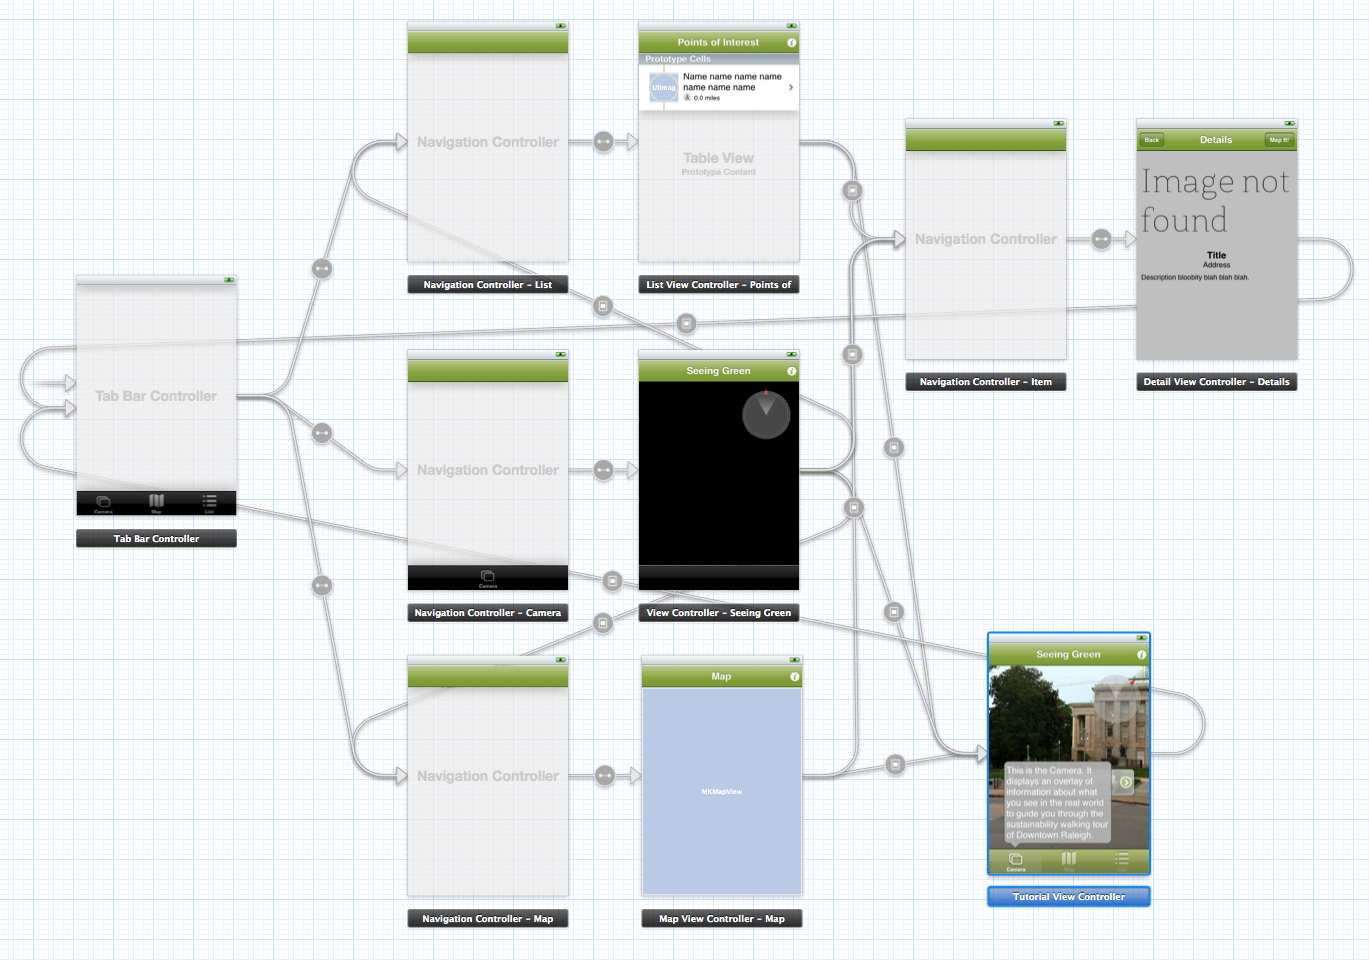 Points of Interest
Prototype Cells
UIImag
Name name name name
name name name
0.0 miles
Navigation Controller
Table View
Prototype Content
Navigation Controller - List
List View Controller - Points of
Back
Details
Map It!
Image not
found
Title
Address
Description bloobity blah blah blah.
Navigation Controller
Navigation Controller - Item
Detail View Controller - Details
Tab Bar Controller
Camera
Map
List
Tab Bar Controller
Seeing Green
Navigation Controller
Camera
Navigation Controller - Camera
View Controller - Seeing Green
Map
Navigation Controller
MKMapView
Navigation Controller - Map
Map View Controller - Map
Seeing Green
This is the Camera. It
displays an overlay of
information about what
you see in the real world
to guide you through the
sustainability walking tour
of Downtown Raleigh.
Camera
Tutorial View Controller